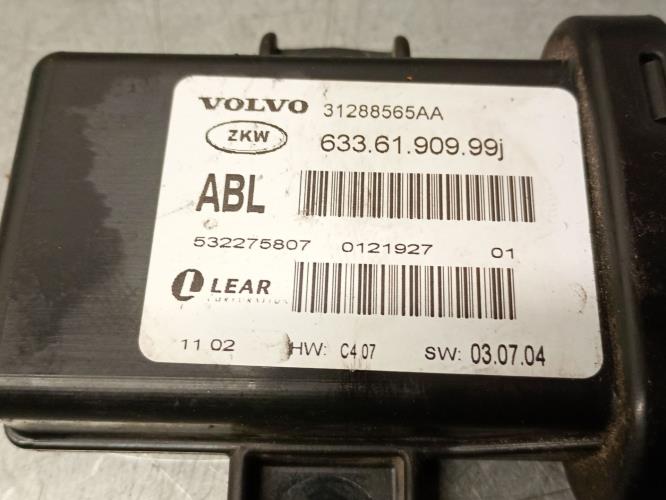 VOLVO 31288565AA
ZKW 633.61.909.99j
ABL
532275807 0121927 01
LEAR
CORPORATION
11 02 HW: C4.07 SW: 03.07.04